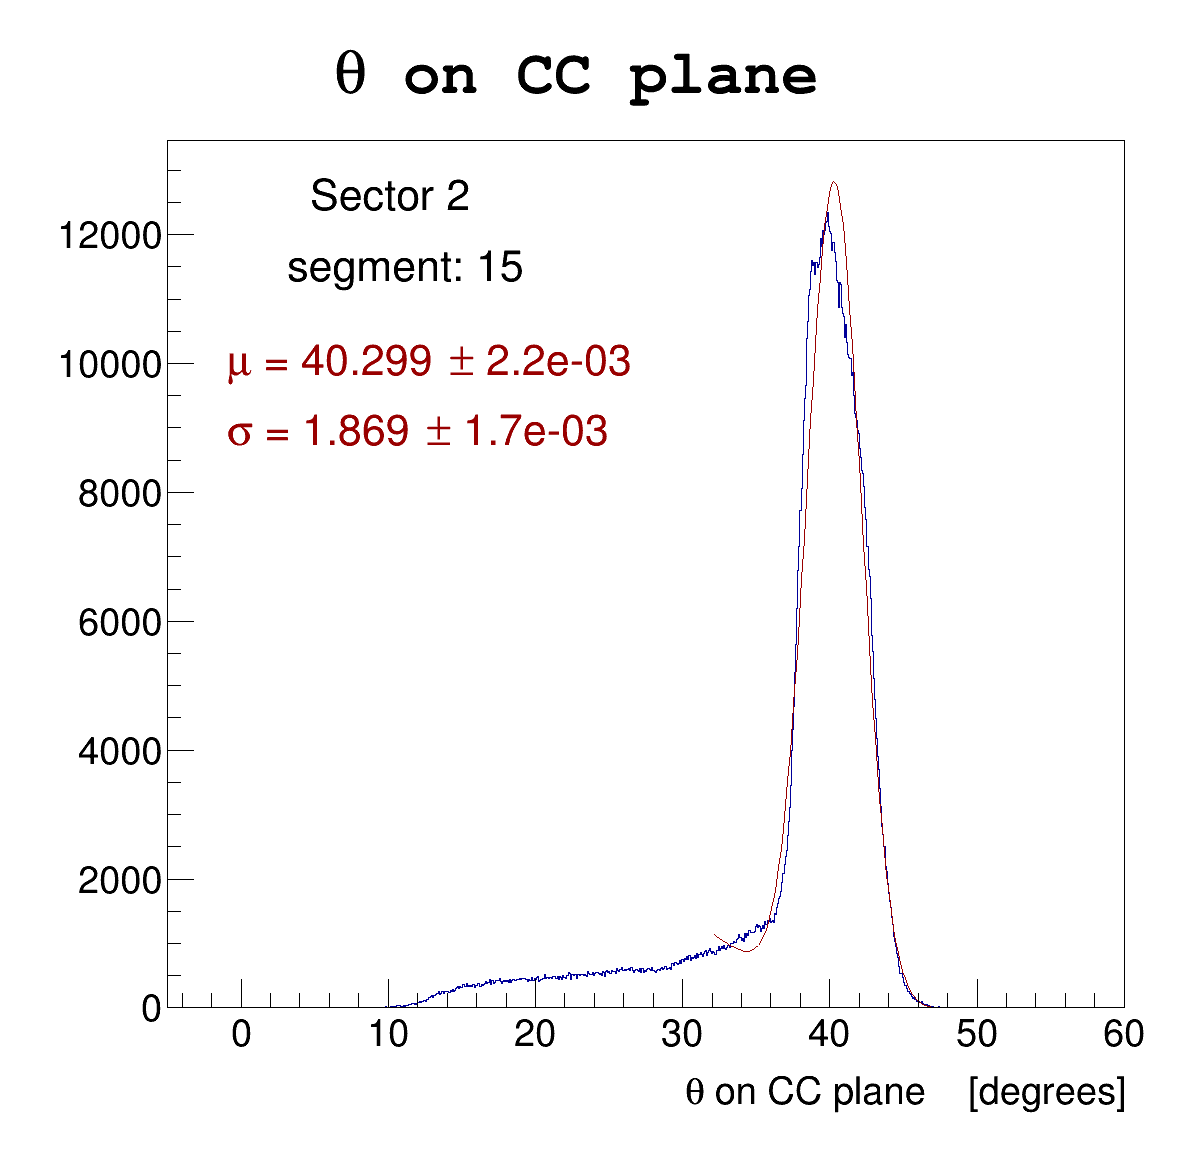 θ on CC plane
Sector 2
segment: 15
μ = 40.299 ± 2.2e-03
σ = 1.869 ± 1.7e-03
12000
10000
8000
6000
4000
2000
0
0 10 20 30 40 50 60
θ on CC plane [degrees]